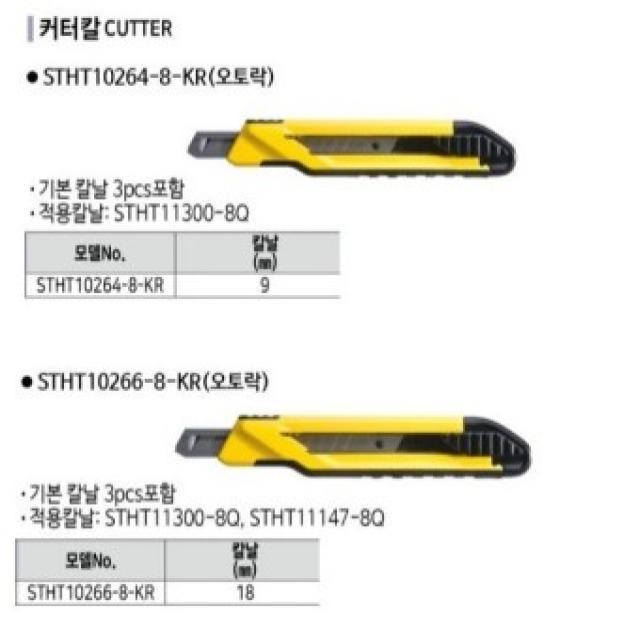 커터칼 CUTTER
● STHT10264-8-KR(오토락)
· 기본 칼날 3pcs포함
· 적용칼날: STHT11300-8Q
모델No. 칼날
(㎜)
STHT10264-8-KR 9
● STHT10266-8-KR(오토락)
· 기본 칼날 3pcs포함
· 적용칼날: STHT11300-8Q, STHT11147-8Q
모델No. 칼날
(㎜)
STHT10266-8-KR 18